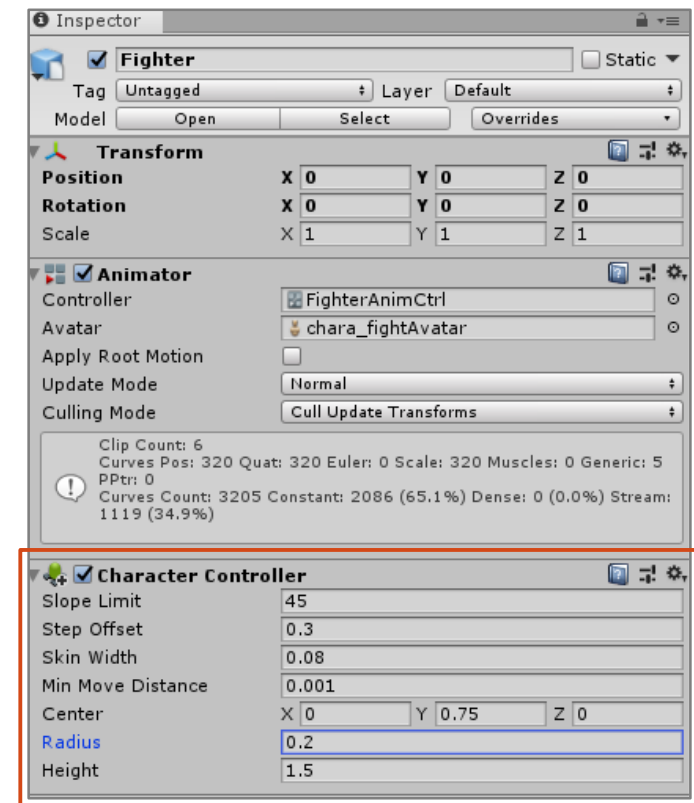 Inspector
Fighter Static
Tag Untagged Layer Default
Model Open Select Overrides
Transform
Position X 0 Y 0 Z 0
Rotation X 0 Y 0 Z 0
Scale X 1 Y 1 Z 1
Animator
Controller FighterAnimCtrl
Avatar chara_fightAvatar
Apply Root Motion
Update Mode Normal
Culling Mode Cull Update Transforms
Clip Count: 6
Curves Pos: 320 Quat: 320 Euler: 0 Scale: 320 Muscles: 0 Generic: 5
PPtr: 0
Curves Count: 3205 Constant: 2086 (65.1%) Dense: 0 (0.0%) Stream:
1119 (34.9%)
Character Controller
Slope Limit 45
Step Offset 0.3
Skin Width 0.08
Min Move Distance 0.001
Center X 0 Y 0.75 Z 0
Radius 0.2
Height 1.5